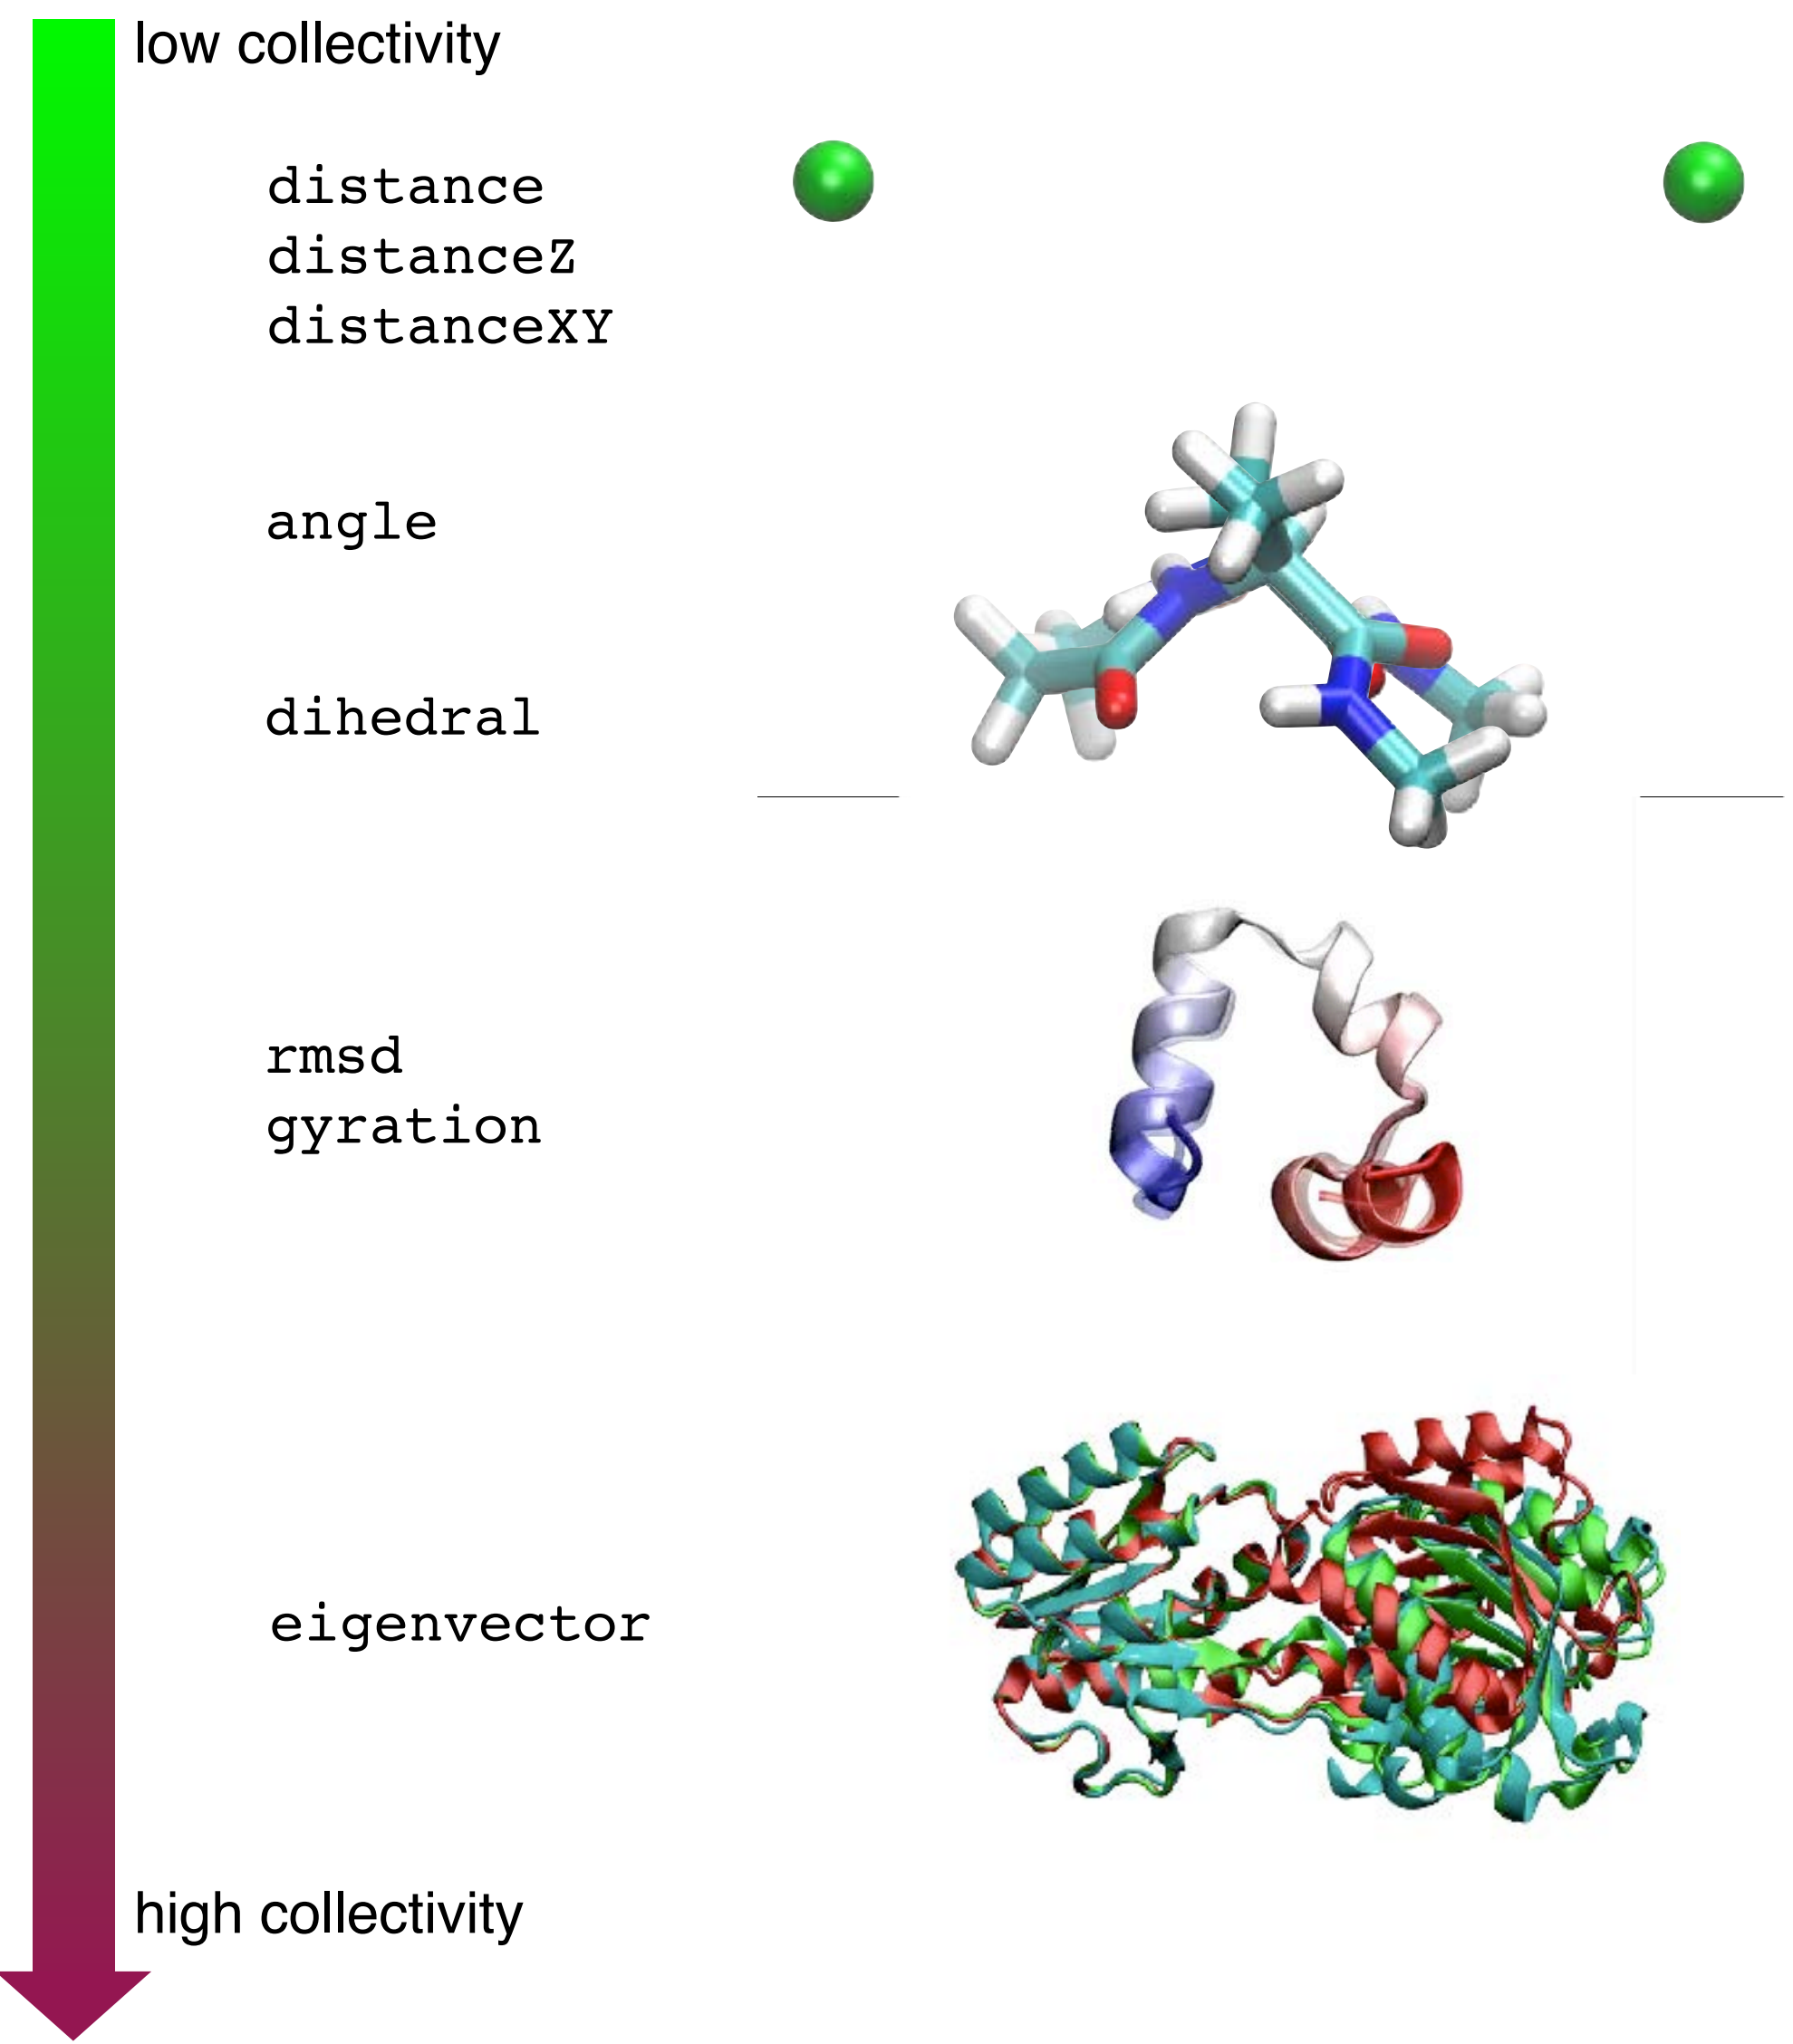 low collectivity
distance
distanceZ
distanceXY
angle
dihedral
rmsd
gyration
eigenvector
high collectivity